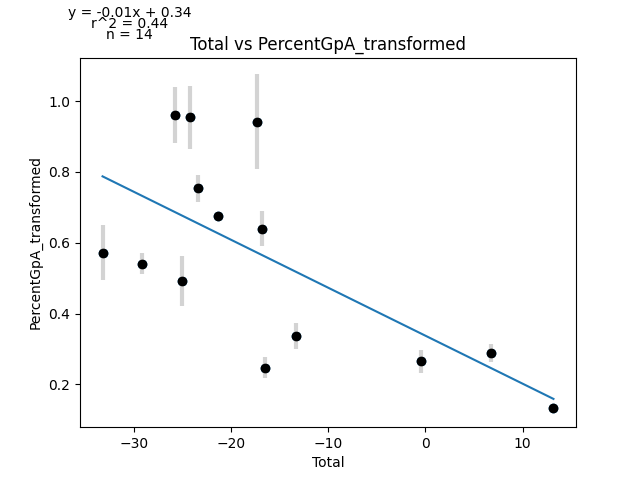 y = -0.01x + 0.34
r^2 = 0.44
n = 14
Total vs PercentGpA_transformed
PercentGpA_transformed
1.0
0.8
0.6
0.4
0.2
−30 −20 −10 0 10
Total